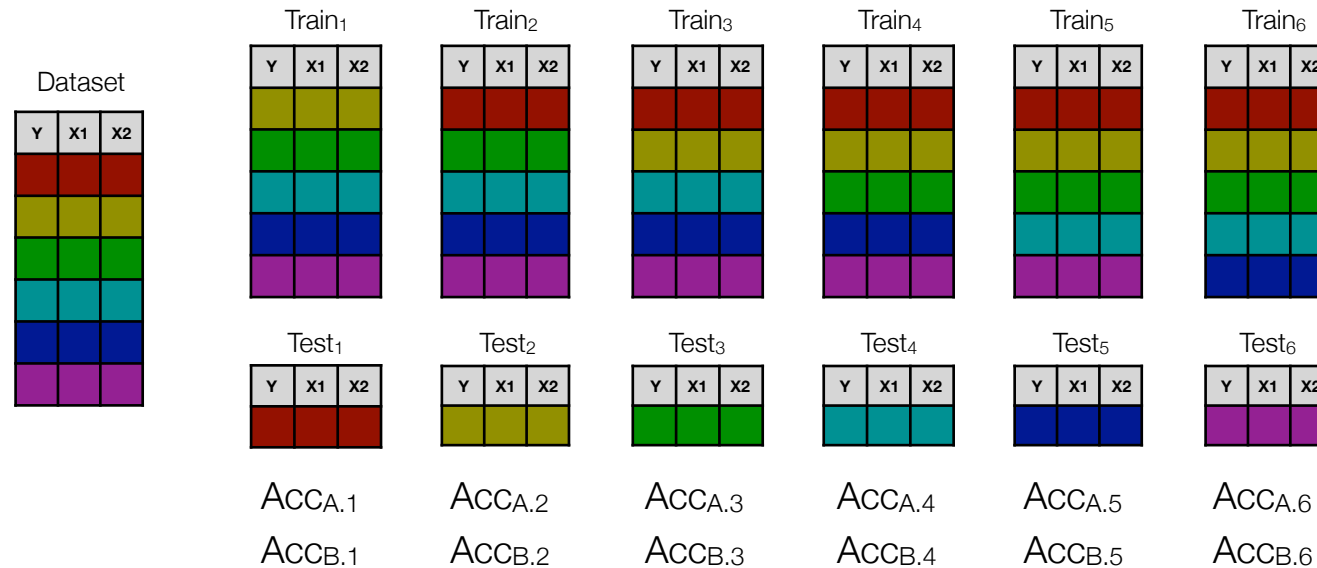 Train₁ Train₂ Train₃ Train₄ Train₅ Train₆
Y X1 X2 Y X1 X2 Y X1 X2 Y X1 X2 Y X1 X2 Y X1 X2
Dataset
Y X1 X2
Test₁ Test₂ Test₃ Test₄ Test₅ Test₆
Y X1 X2 Y X1 X2 Y X1 X2 Y X1 X2 Y X1 X2 Y X1 X2
ACCA.1 ACCA.2 ACCA.3 ACCA.4 ACCA.5 ACCA.6
ACCB.1 ACCB.2 ACCB.3 ACCB.4 ACCB.5 ACCB.6